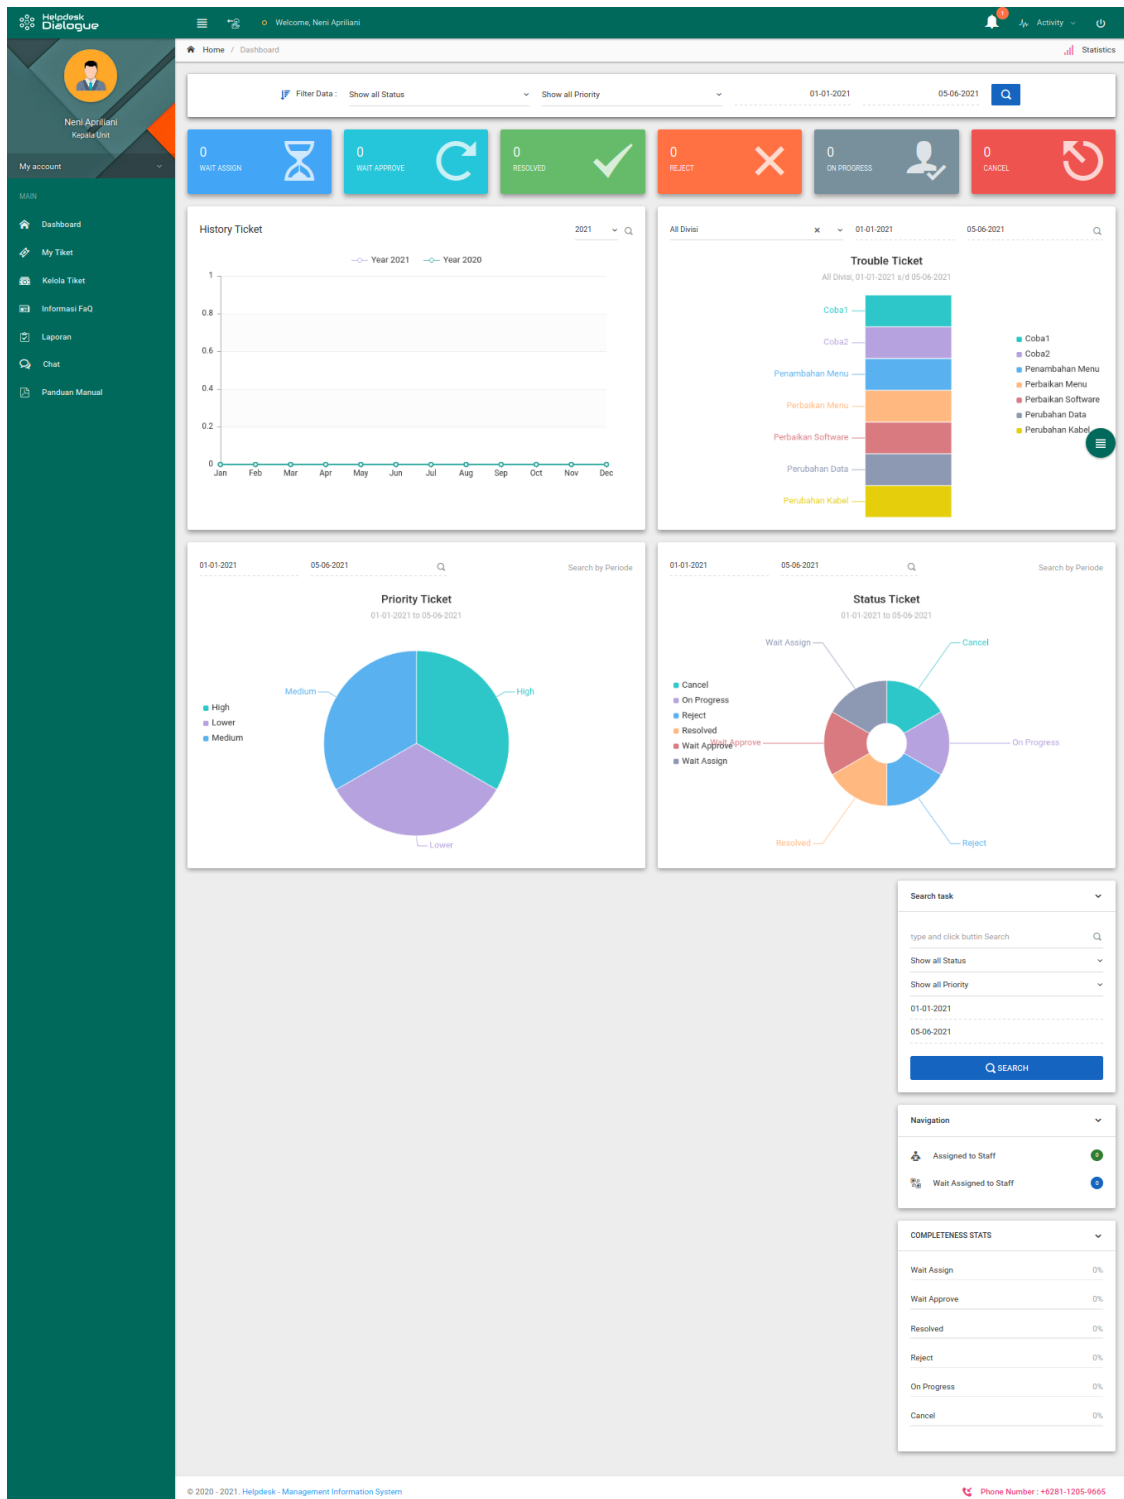 Helpdesk
Dialogue
Welcome, Neni Apriliani
1
Activity
Neni Apriliani
Kepala Unit
My account
MAIN
Dashboard
My Tiket
Kelola Tiket
Informasi FaQ
Laporan
Chat
Panduan Manual
Home / Dashboard
Statistics
Filter Data :
Show all Status
Show all Priority
01-01-2021
05-06-2021
0
WAIT ASSIGN
0
WAIT APPROVE
0
RESOLVED
0
REJECT
0
ON PROGRESS
0
CANCEL
History Ticket
2021
Year 2021
Year 2020
1
0.8
0.6
0.4
0.2
0
Jan Feb Mar Apr May Jun Jul Aug Sep Oct Nov Dec
All Divisi
01-01-2021
05-06-2021
Trouble Ticket
All Divisi, 01-01-2021 s/d 05-06-2021
Coba1
Coba2
Penambahan Menu
Perbaikan Menu
Perbaikan Software
Perubahan Data
Perubahan Kabel
Coba1
Coba2
Penambahan Menu
Perbaikan Menu
Perbaikan Software
Perubahan Data
Perubahan Kabel
01-01-2021
05-06-2021
Search by Periode
Priority Ticket
01-01-2021 to 05-06-2021
High
Lower
Medium
Medium
High
Lower
01-01-2021
05-06-2021
Search by Periode
Status Ticket
01-01-2021 to 05-06-2021
Cancel
On Progress
Reject
Resolved
Wait Approve
Wait Assign
Wait Assign
Cancel
Wait Approve
On Progress
Resolved
Reject
Search task
type and click buttin Search
Show all Status
Show all Priority
01-01-2021
05-06-2021
SEARCH
Navigation
Assigned to Staff
0
Wait Assigned to Staff
0
COMPLETENESS STATS
Wait Assign 0%
Wait Approve 0%
Resolved 0%
Reject 0%
On Progress 0%
Cancel 0%
© 2020 - 2021. Helpdesk - Management Information System
Phone Number : +6281-1205-9665